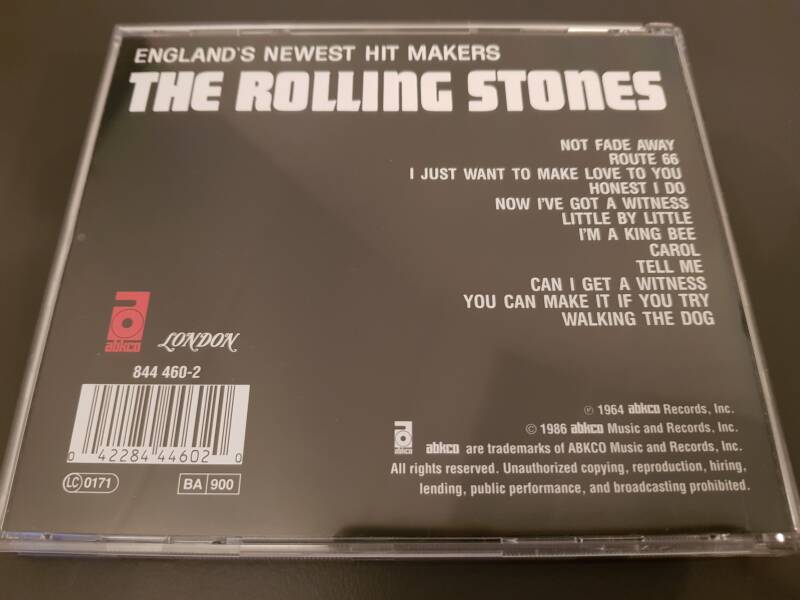 ENGLAND'S NEWEST HIT MAKERS
THE ROLLING STONES
NOT FADE AWAY
ROUTE 66
I JUST WANT TO MAKE LOVE TO YOU
HONEST I DO
NOW I'VE GOT A WITNESS
LITTLE BY LITTLE
I'M A KING BEE
CAROL
TELL ME
CAN I GET A WITNESS
YOU CAN MAKE IT IF YOU TRY
WALKING THE DOG
abkco
LONDON
844 460-2
0 42284 44602 0
LC 0171
BA 900
℗ 1964 abkco Records, Inc.
© 1986 abkco Music and Records, Inc.
abkco abkco are trademarks of ABKCO Music and Records, Inc.
All rights reserved. Unauthorized copying, reproduction, hiring,
lending, public performance, and broadcasting prohibited.